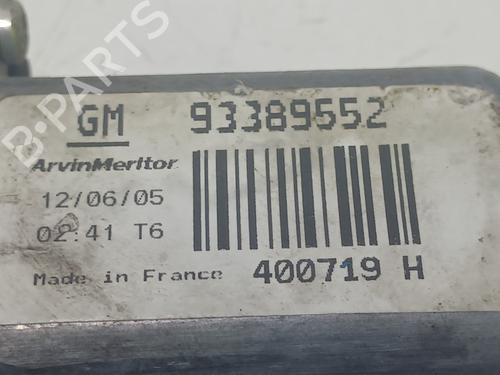 B-PARTS
GM 93389552
ArvinMeritor
12/06/05
02:41 T6
Made in France 400719 H